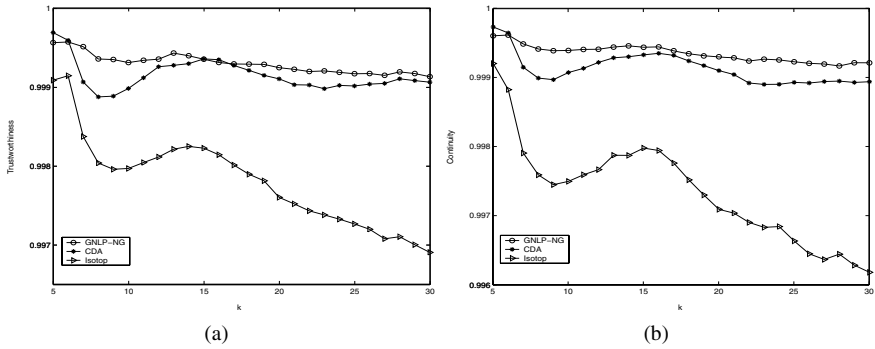 1
0.999
0.998
0.997
Trustworthiness
GNLP-NG
CDA
Isotop
5 10 15 20 25 30
k
(a)
1
0.999
0.998
0.997
0.996
Continuity
GNLP-NG
CDA
Isotop
5 10 15 20 25 30
k
(b)